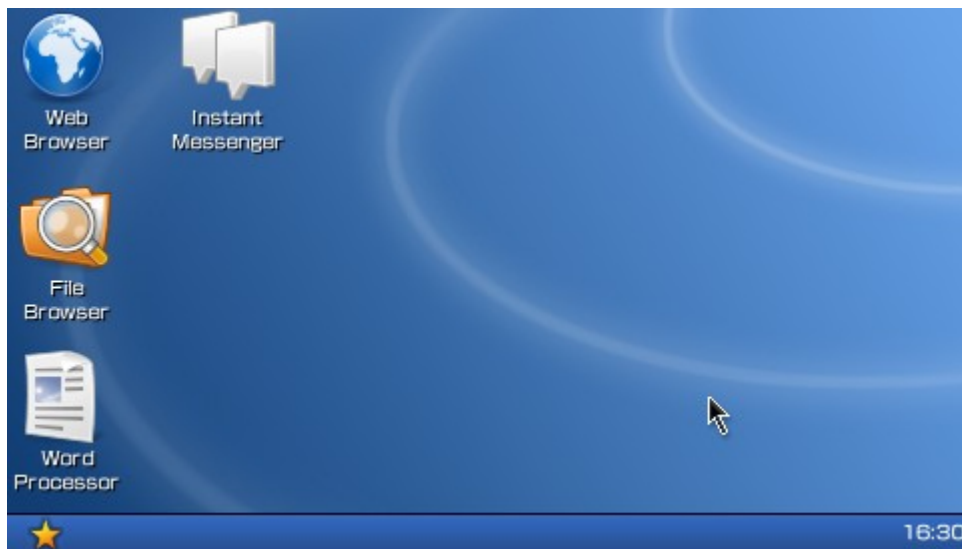 Web
Browser
Instant
Messenger
File
Browser
Word
Processor
16:30